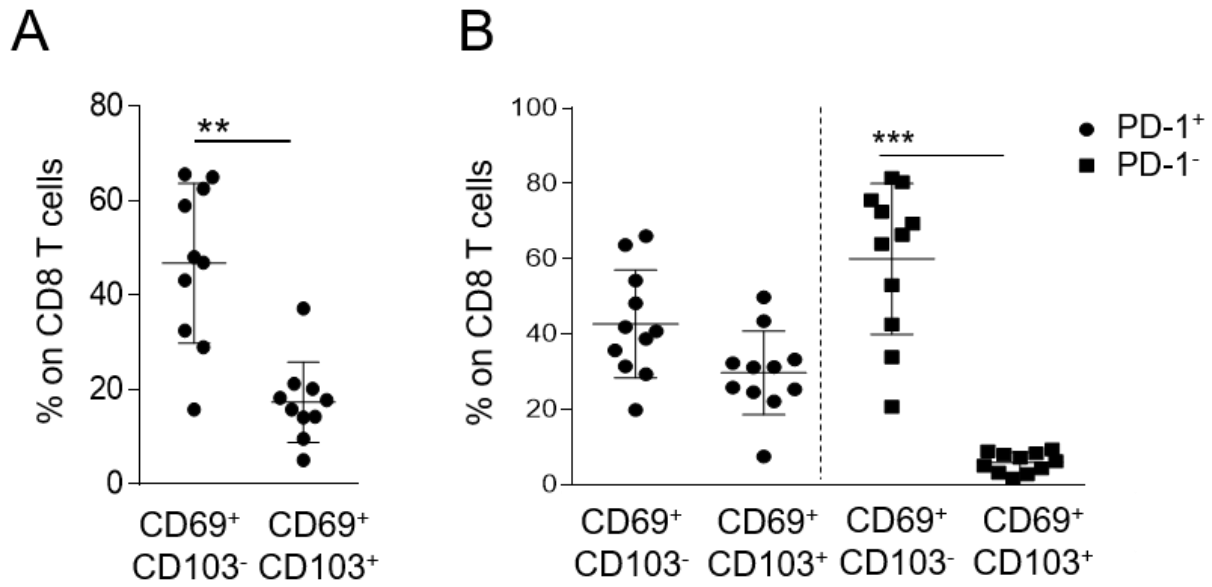 A
B
80
60
40
20
0
% on CD8 T cells
**
CD69⁺
CD103⁻
CD69⁺
CD103⁺
100
80
60
40
20
0
% on CD8 T cells
***
CD69⁺
CD103⁻
CD69⁺
CD103⁺
CD69⁺
CD103⁻
CD69⁺
CD103⁺
PD-1⁺
PD-1⁻